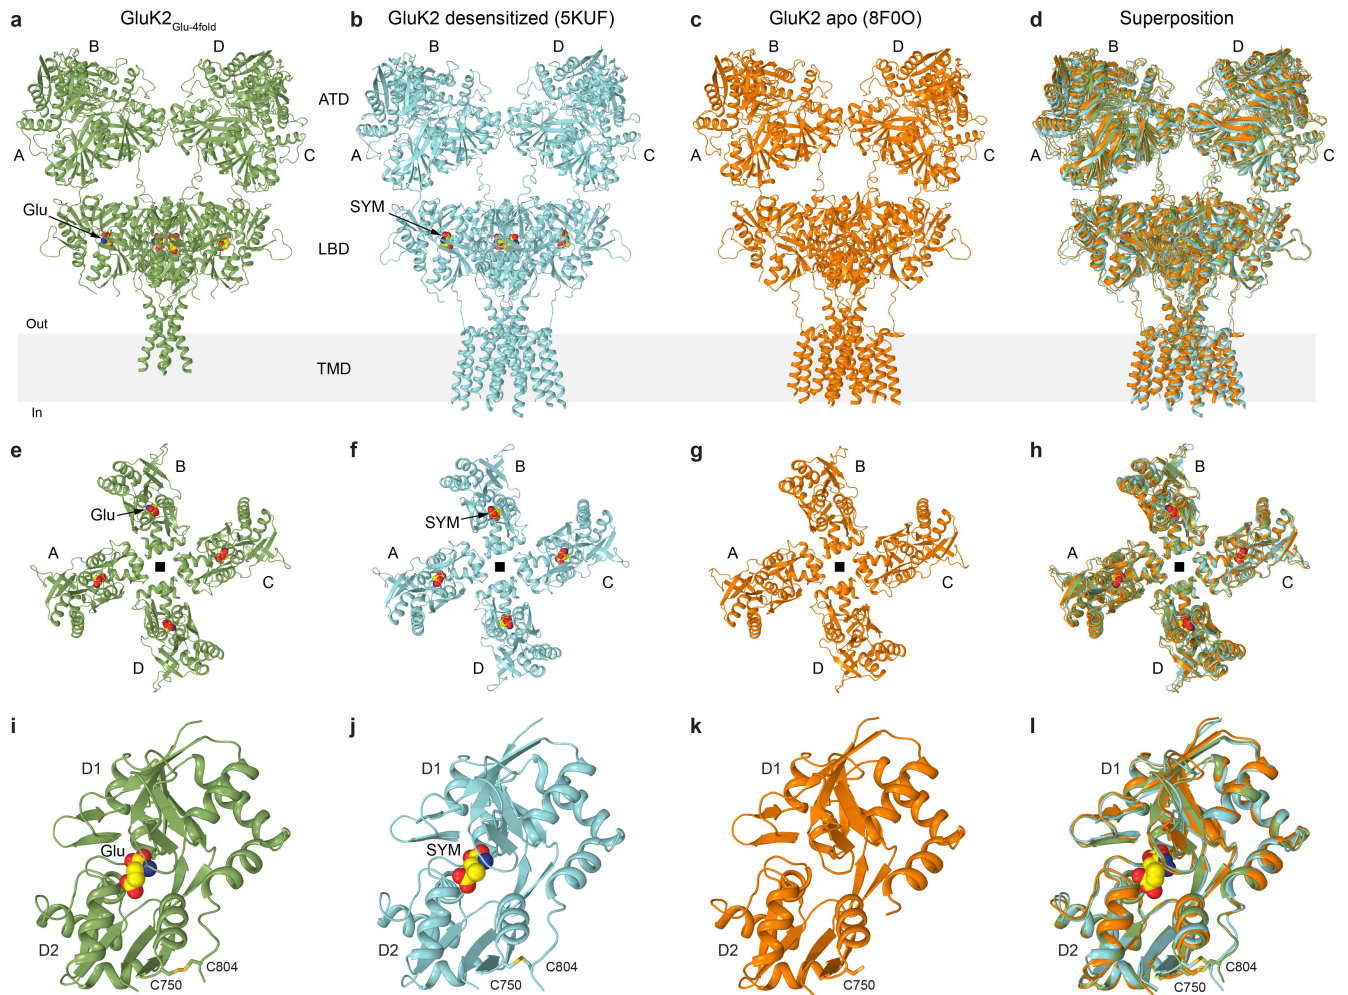 a GluK2Glu-4fold
b GluK2 desensitized (5KUF)
c GluK2 apo (8F0O)
d Superposition
B D B D B D B D
ATD
A C A C A C A C
Glu SYM
LBD
Out
TMD
In
e f g h
B B B B
Glu SYM
A A A A
C C C C
D D D D
i j k l
D1 D1 D1 D1
Glu SYM
D2 D2 D2 D2
C804 C804 C804
C750 C750 C750 C750